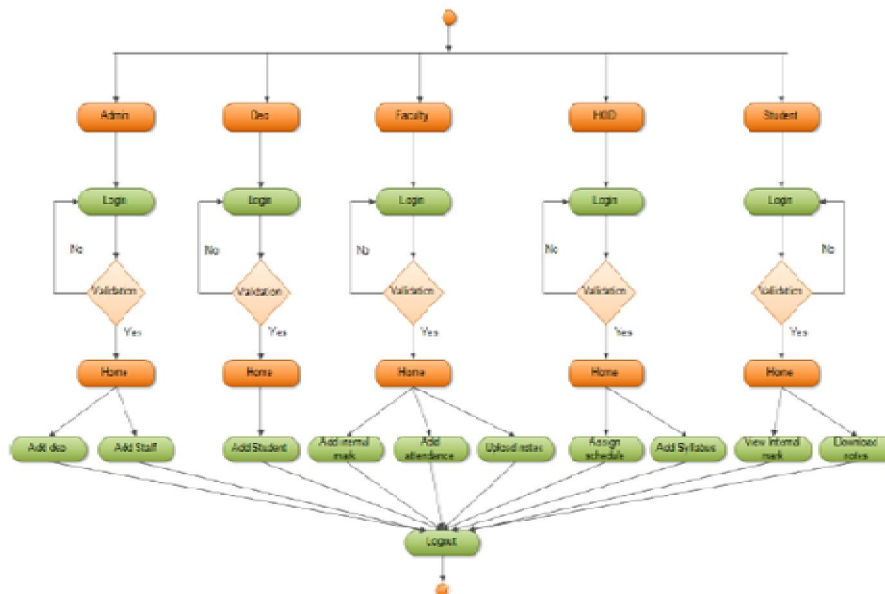 Admin
Deo
Faculty
HOD
Student
Login
Login
Login
Login
Login
No
No
No
No
No
Validation
Validation
Validation
Validation
Validation
Yes
Yes
Yes
Yes
Yes
Home
Home
Home
Home
Home
Add dep
Add Staff
Add Student
Add internal
mark
Add
attendance
Upload notes
Assign
schedule
Add Syllabus
View Internal
mark
Download
notes
Logout